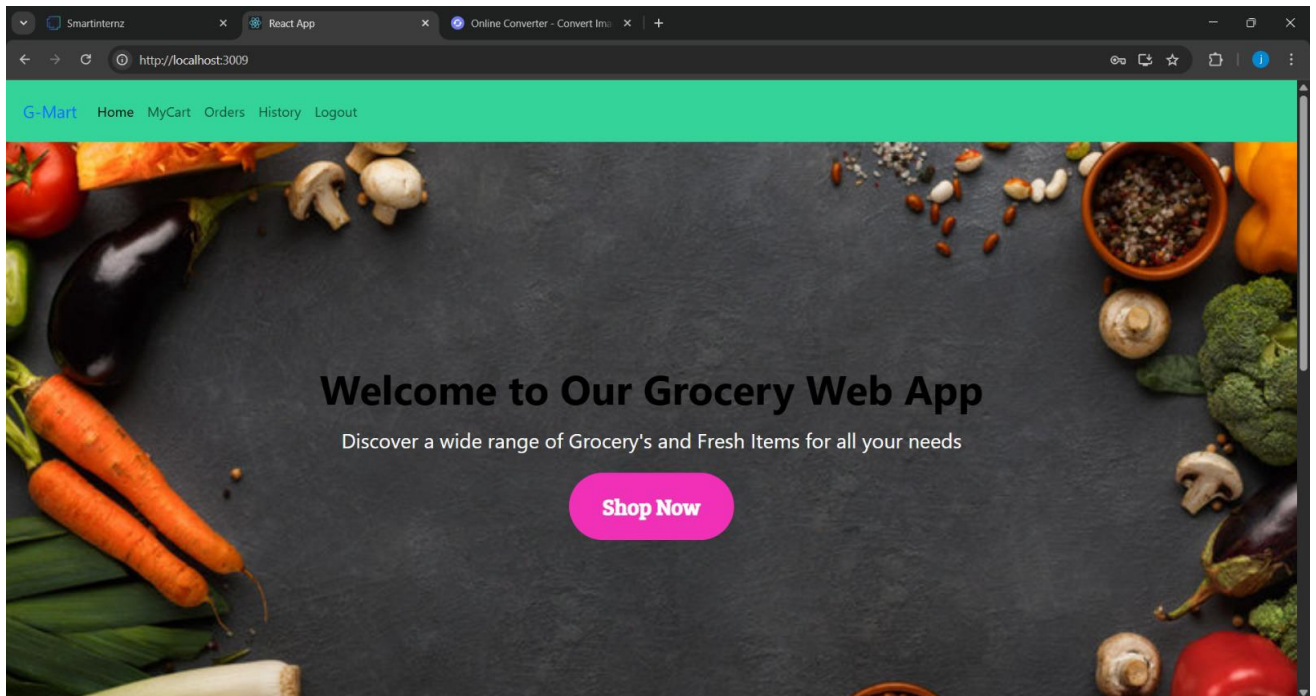 Smartinternz
React App
Online Converter - Convert Ima
http://localhost:3009
j
G-Mart Home MyCart Orders History Logout
Welcome to Our Grocery Web App
Discover a wide range of Grocery's and Fresh Items for all your needs
Shop Now